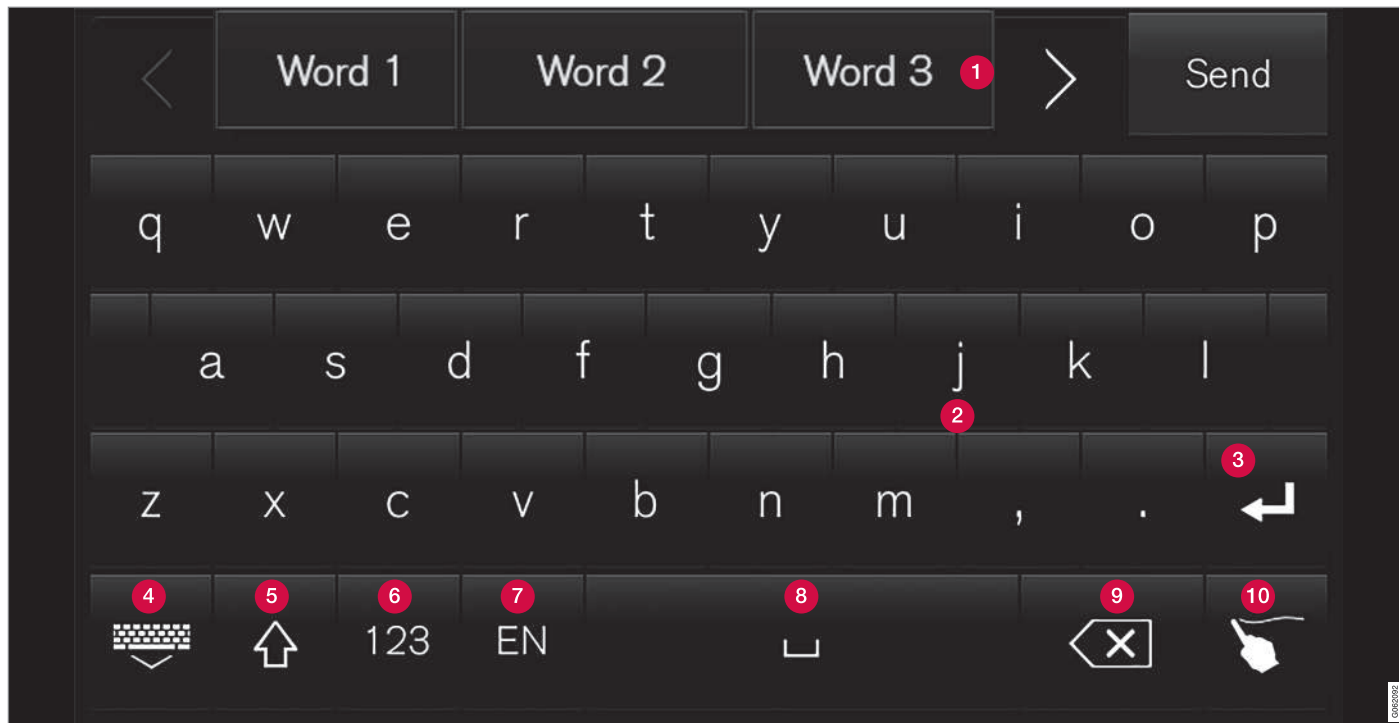 Word 1 Word 2 Word 3 1 Send
q w e r t y u i o p
a s d f g h j k l
2
3
z x c v b n m , .
4 5 6 7 8 9 10
123 EN
G052092